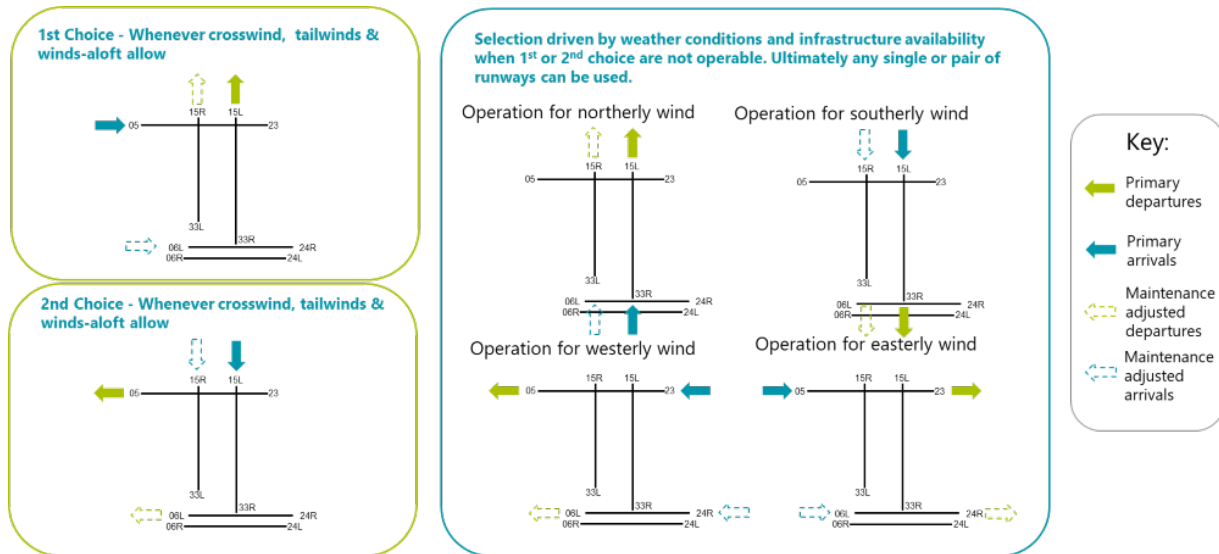 1st Choice - Whenever crosswind, tailwinds &
winds-aloft allow
15R
15L
05
23
33L
33R
06L
24R
06R
24L
2nd Choice - Whenever crosswind, tailwinds &
winds-aloft allow
15R
15L
05
23
33L
33R
06L
24R
06R
24L
Selection driven by weather conditions and infrastructure availability
when 1st or 2nd choice are not operable. Ultimately any single or pair of
runways can be used.
Operation for northerly wind
15R
15L
05
23
33L
33R
06L
24R
06R
24L
Operation for southerly wind
15R
15L
05
23
33L
33R
06L
24R
06R
24L
Operation for westerly wind
15R
15L
05
23
33L
33R
06L
24R
06R
24L
Operation for easterly wind
15R
15L
05
23
33L
33R
06L
24R
06R
24L
Key:
Primary
departures
Primary
arrivals
Maintenance
adjusted
departures
Maintenance
adjusted
arrivals